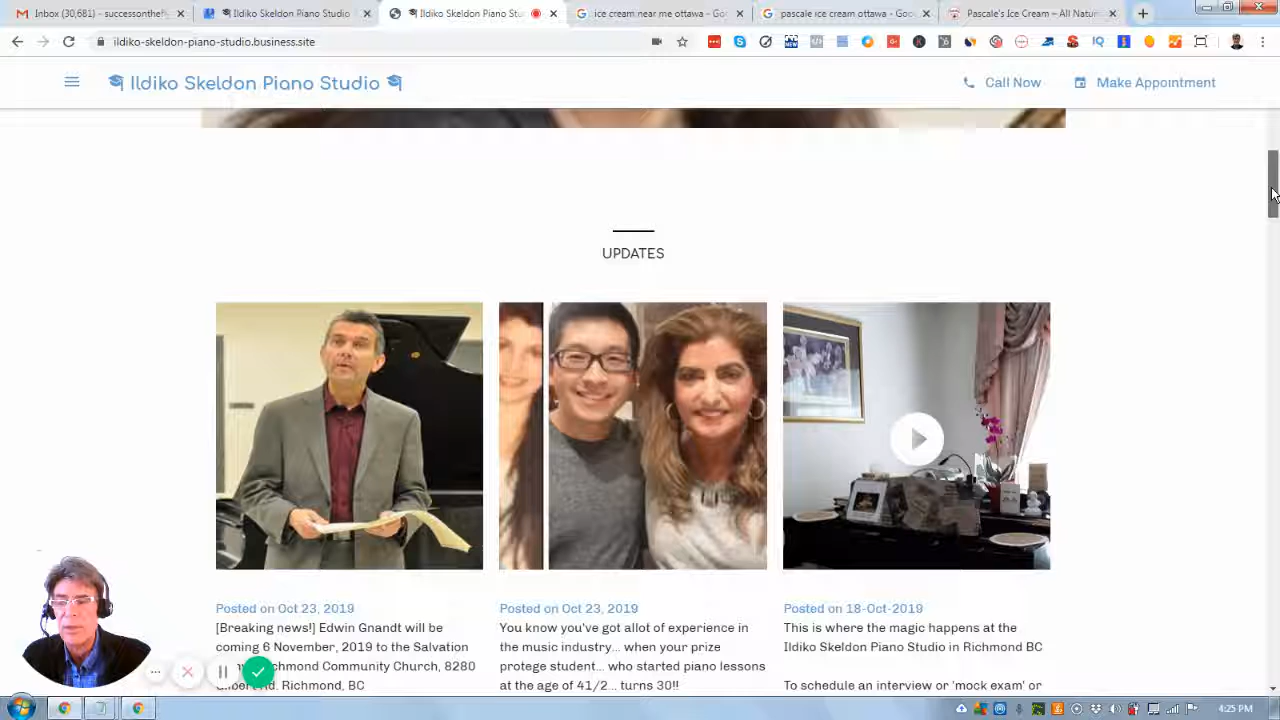 Inbox (30,681) - successonthe
Ildiko Skeldon Piano Studio
Ildiko Skeldon Piano Stu
ice cream near me ottawa - Goo
pascale ice cream ottawa - Goo
Pascale's Ice Cream – All Natur
ildiko-skeldon-piano-studio.business.site
Ildiko Skeldon Piano Studio
Call Now
Make Appointment
UPDATES
Posted on Oct 23, 2019
[Breaking news!] Edwin Gnandt will be
coming 6 November, 2019 to the Salvation
Richmond Community Church, 8280
Rd. Richmond, BC
Posted on Oct 23, 2019
You know you've got allot of experience in
the music industry... when your prize
protege student... who started piano lessons
at the age of 41/2... turns 30!!
Posted on 18-Oct-2019
This is where the magic happens at the
Ildiko Skeldon Piano Studio in Richmond BC
To schedule an interview or 'mock exam' or
4:25 PM